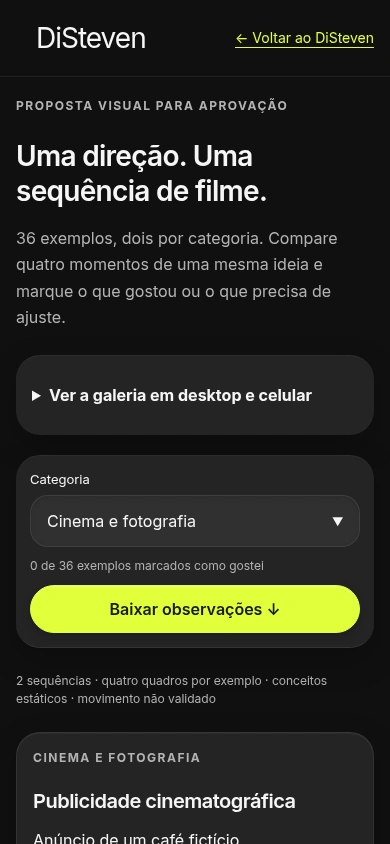 DiSteven
← Voltar ao DiSteven
PROPOSTA VISUAL PARA APROVAÇÃO
Uma direção. Uma
sequência de filme.
36 exemplos, dois por categoria. Compare
quatro momentos de uma mesma ideia e
marque o que gostou ou o que precisa de
ajuste.
▶ Ver a galeria em desktop e celular
Categoria
Cinema e fotografia ▼
0 de 36 exemplos marcados como gostei
Baixar observações ↓
2 sequências · quatro quadros por exemplo · conceitos
estáticos · movimento não validado
CINEMA E FOTOGRAFIA
Publicidade cinematográfica
Anúncio de um café fictício